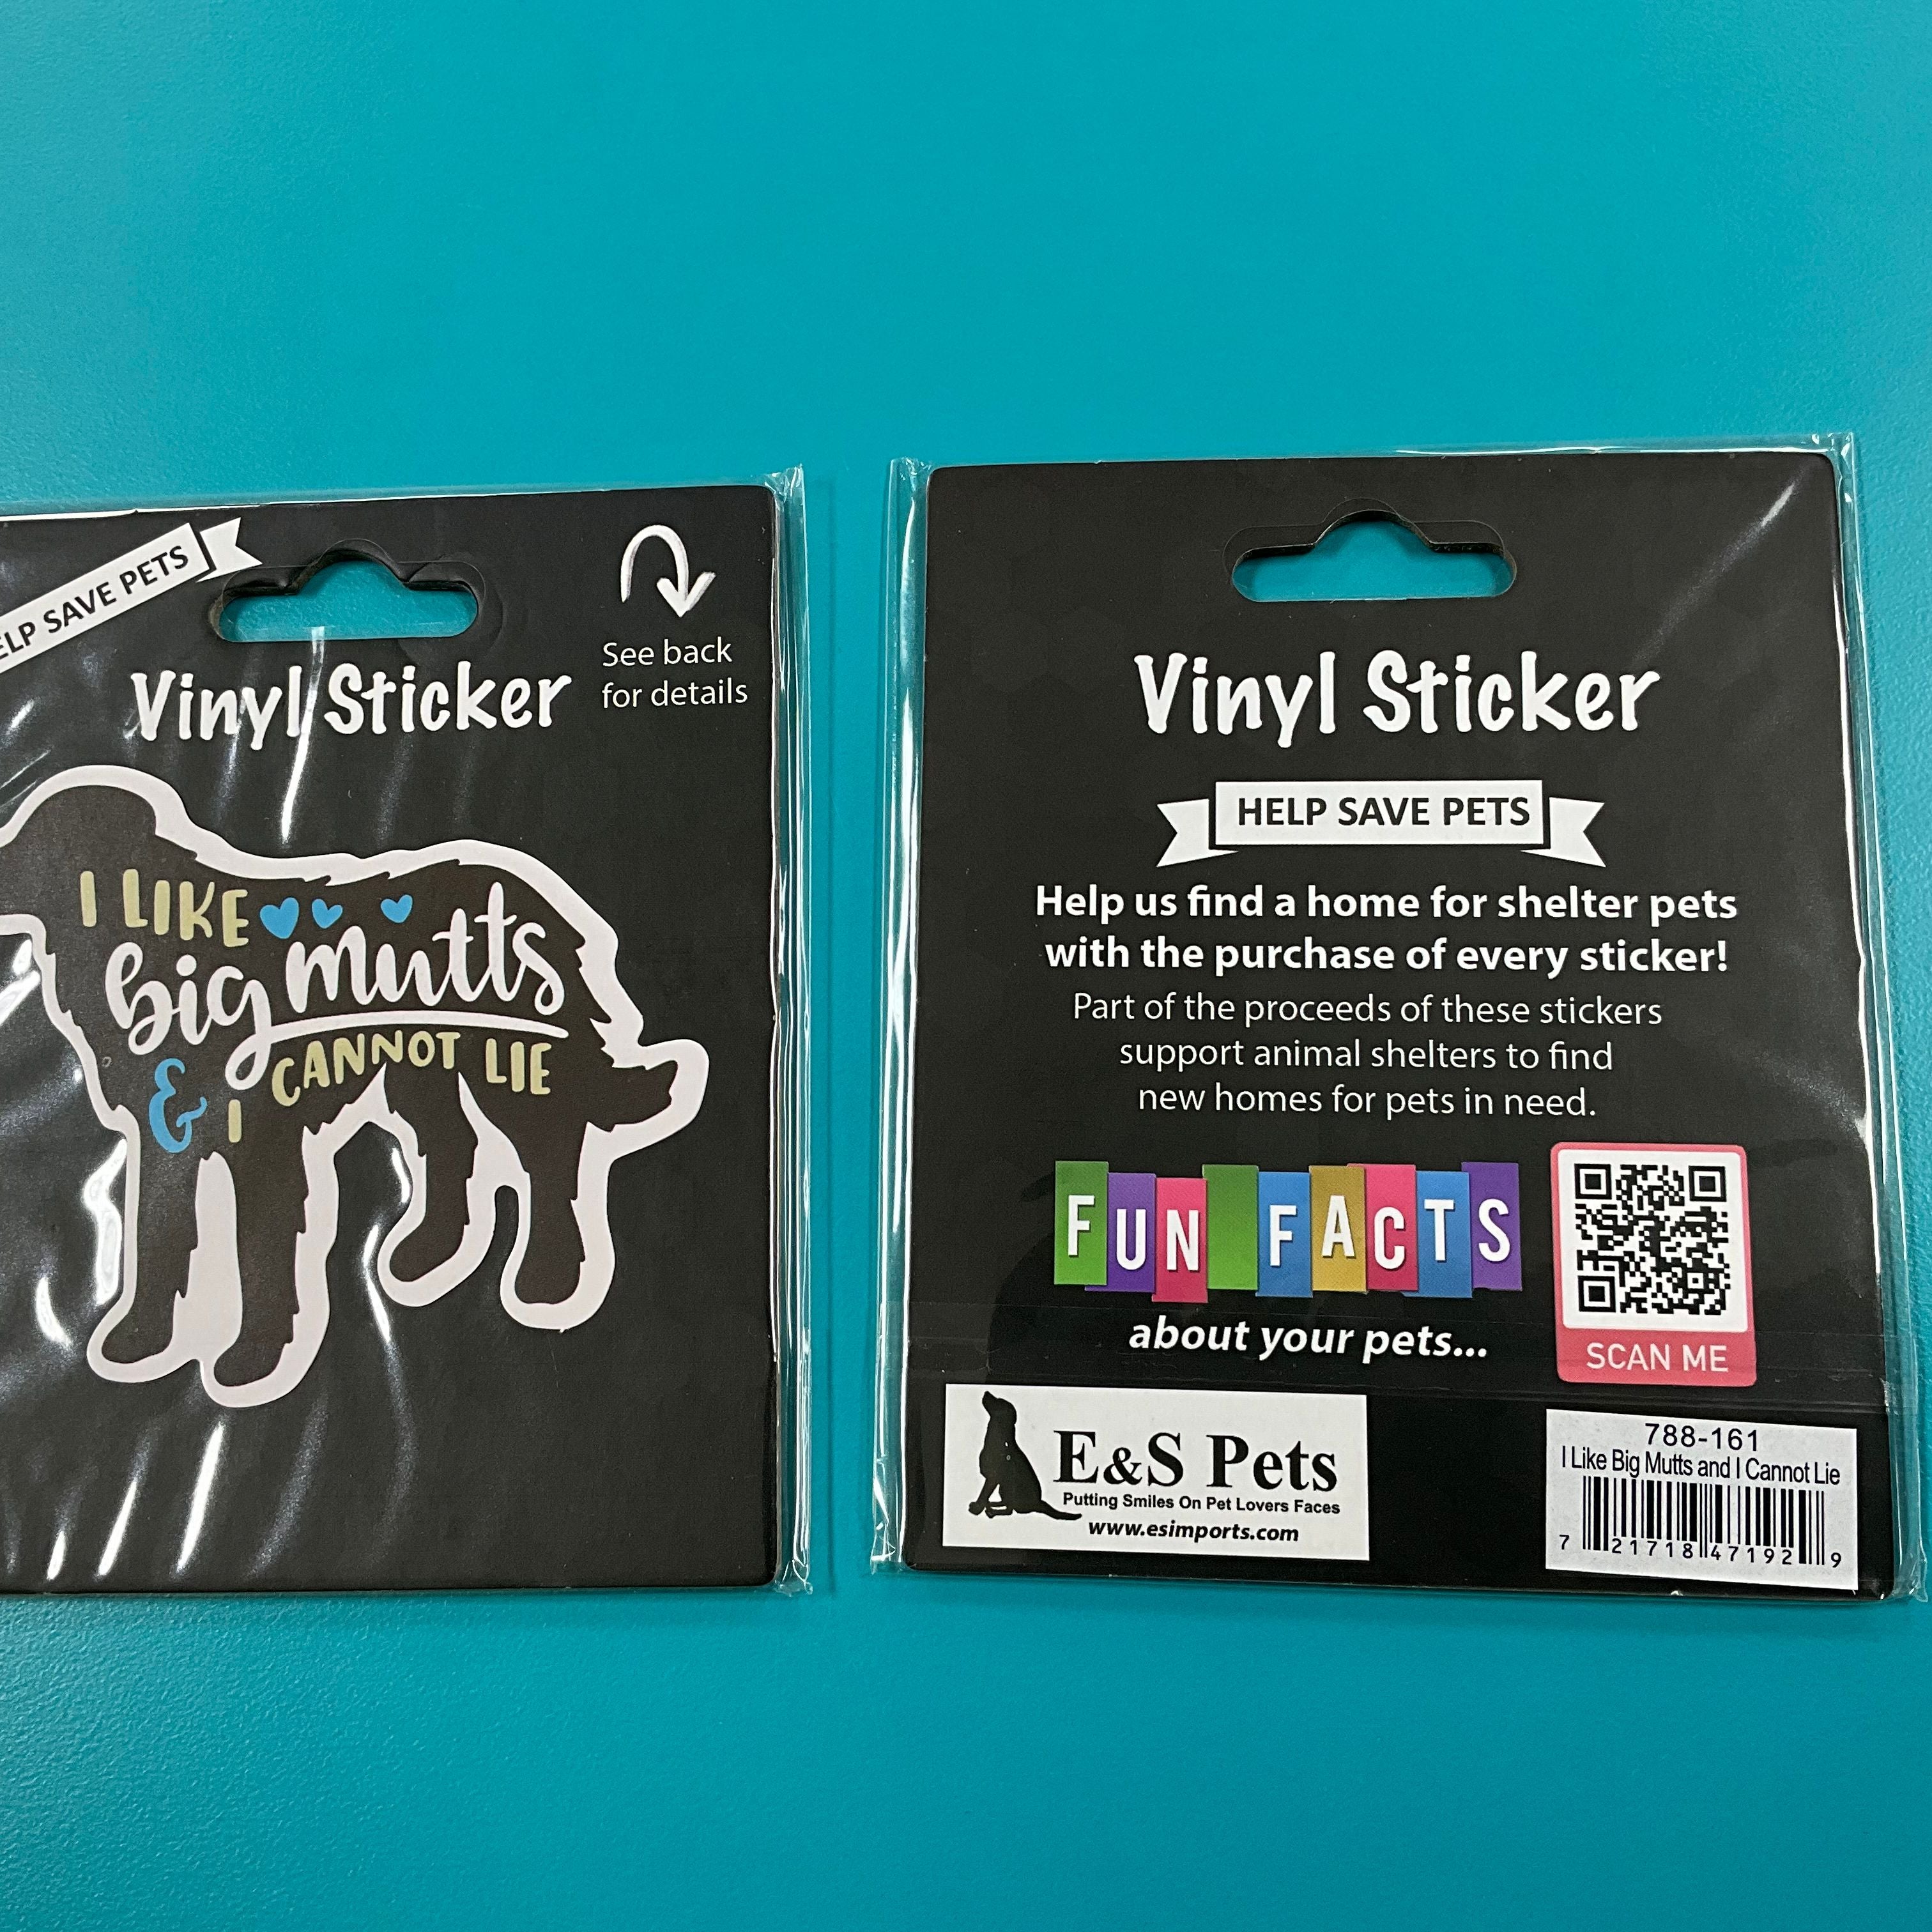 HELP SAVE PETS
See back
for details
Vinyl Sticker
I LIKE
big mutts
& I CANNOT LIE
Vinyl Sticker
HELP SAVE PETS
Help us find a home for shelter pets
with the purchase of every sticker!
Part of the proceeds of these stickers
support animal shelters to find
new homes for pets in need.
FUN FACTS
about your pets...
SCAN ME
E&S Pets
Putting Smiles On Pet Lovers Faces
www.esimports.com
788-161
I Like Big Mutts and I Cannot Lie
7 21718 47192 9